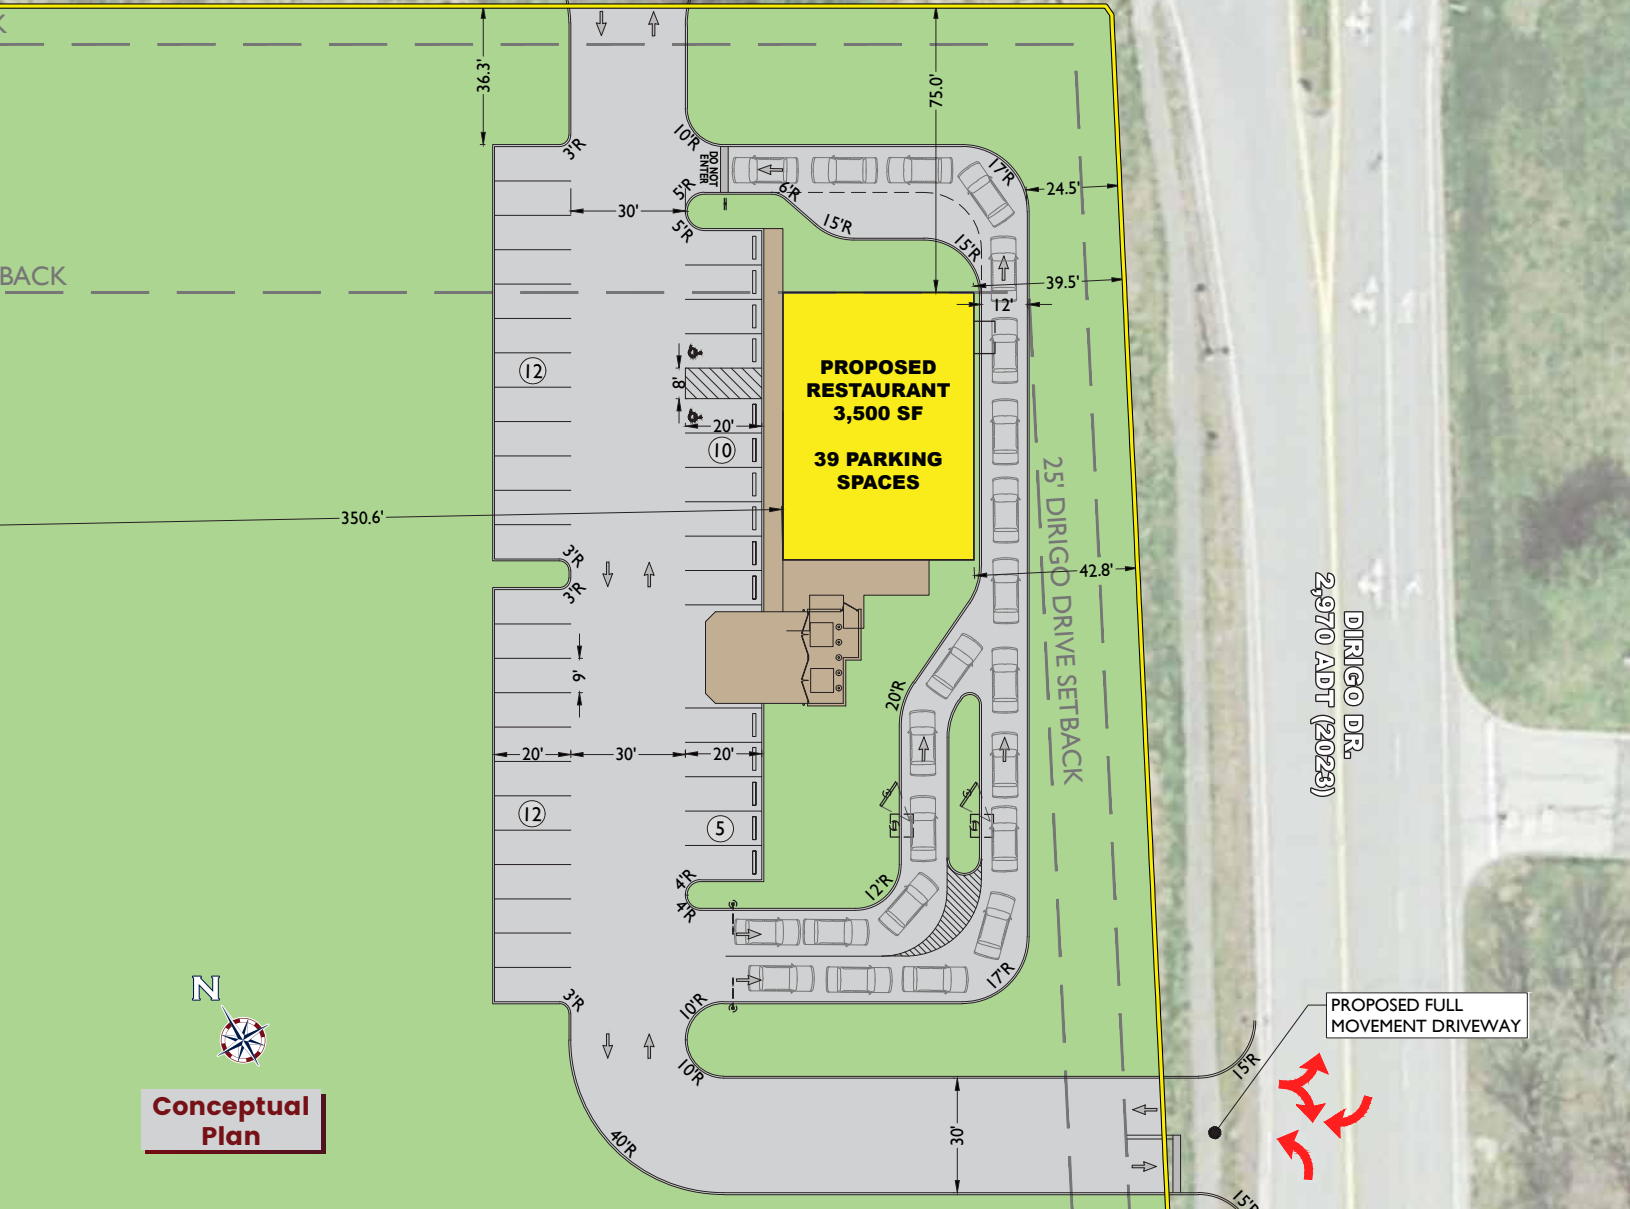 K
36.3'
75.0'
3'R
10'R
DO NOT
ENTER
17'R
24.5'
5'R
6'R
30'
5'R
15'R
15'R
BACK
39.5'
12'
PROPOSED
RESTAURANT
3,500 SF
39 PARKING
SPACES
12
8'
20'
10
350.6'
25' DIRIGO DRIVE SETBACK
3'R
3'R
42.8'
DIRIGO DR.
2,970 ADT (2023)
9'
20'R
20'
30'
20'
12
5
4'R
4'R
12'R
17'R
3'R
10'R
10'R
N
PROPOSED FULL
MOVEMENT DRIVEWAY
15'R
Conceptual
Plan
40'R
30'
15'R